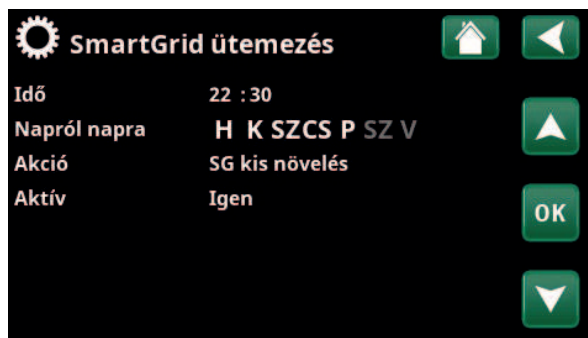 SmartGrid ütemezés
Idő 22 :30
Napról napra H K SZCS P SZ V
Akció SG kis növelés
Aktív Igen
OK